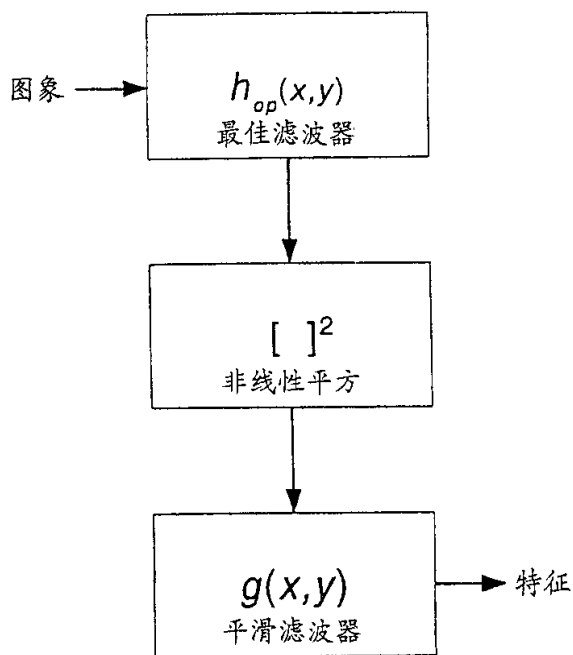 图象
h_op(x,y)
最佳滤波器
[ ]²
非线性平方
g(x,y)
平滑滤波器
特征